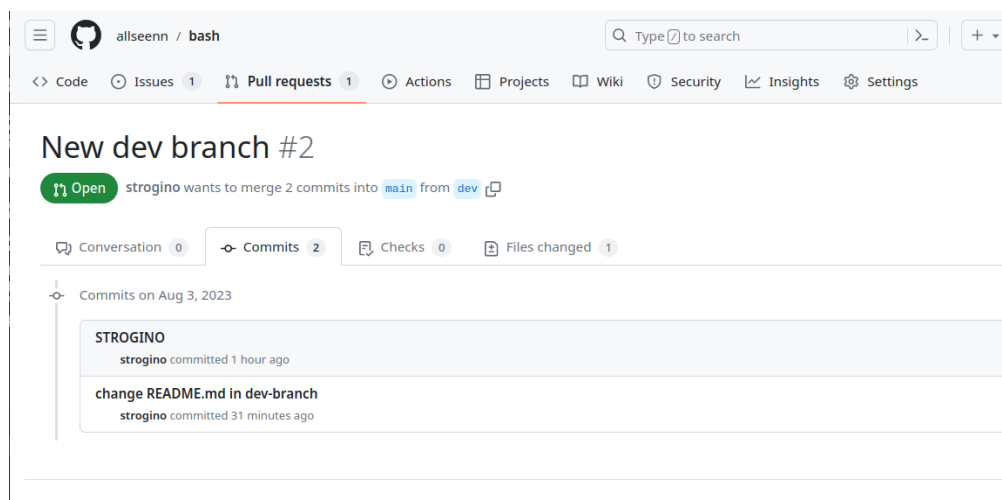 allseenn / bash
Type / to search
Code Issues 1 Pull requests 1 Actions Projects Wiki Security Insights Settings
New dev branch #2
Open strogino wants to merge 2 commits into main from dev
Conversation 0 Commits 2 Checks 0 Files changed 1
Commits on Aug 3, 2023
STROGINO
strogino committed 1 hour ago
change README.md in dev-branch
strogino committed 31 minutes ago